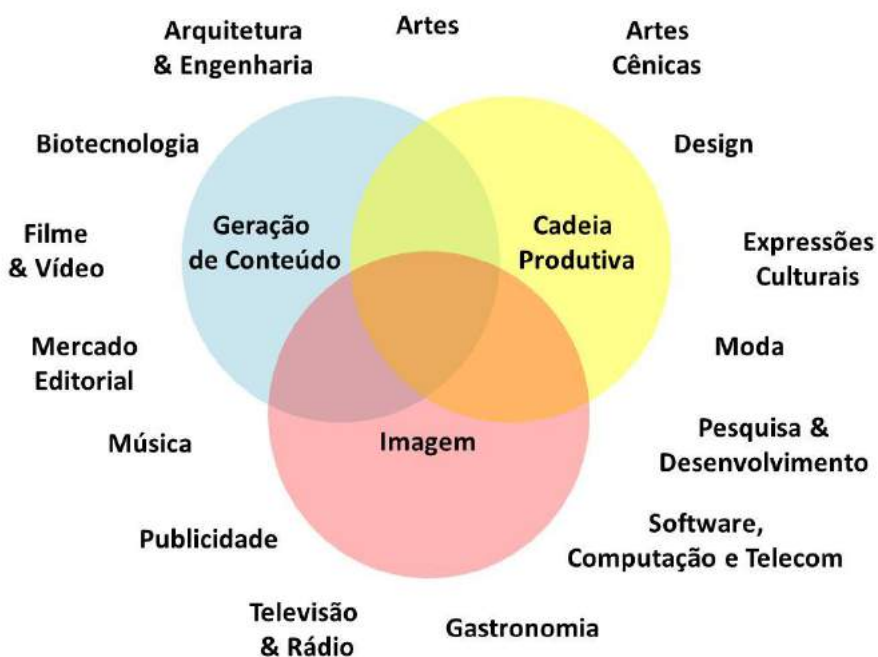 Artes
Arquitetura
& Engenharia
Artes
Cênicas
Biotecnologia
Design
Geração
de Conteúdo
Cadeia
Produtiva
Filme
& Vídeo
Expressões
Culturais
Mercado
Editorial
Moda
Música
Imagem
Pesquisa &
Desenvolvimento
Publicidade
Software,
Computação e Telecom
Televisão
& Rádio
Gastronomia